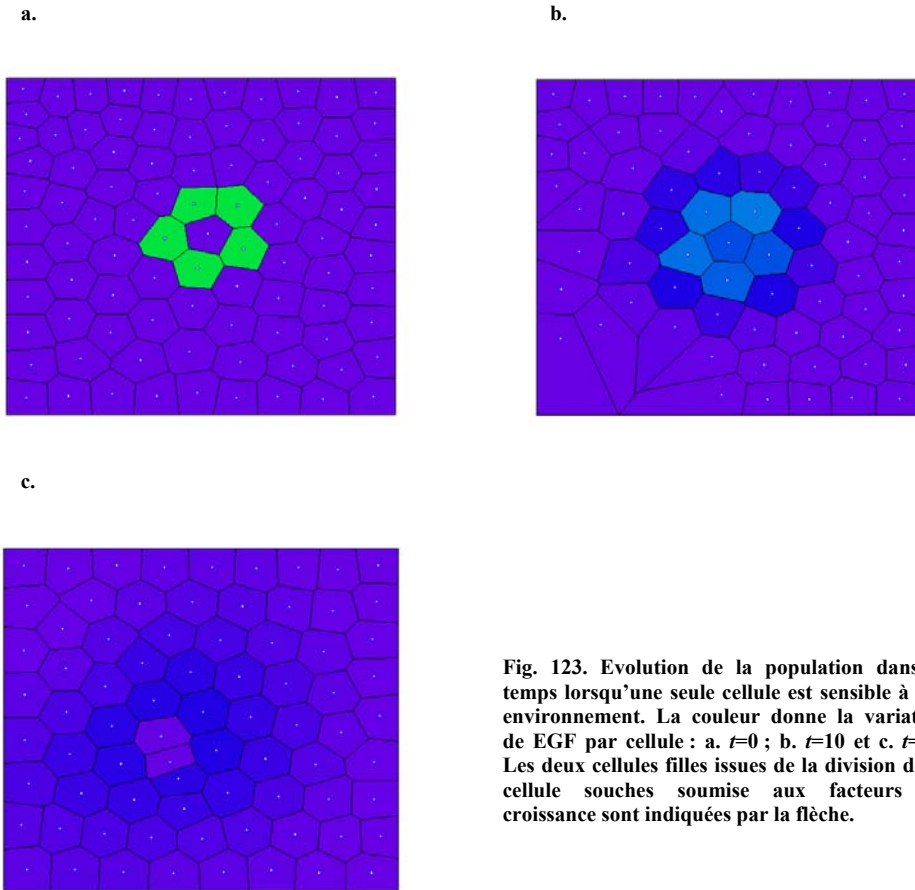 a.
b.
c.
Fig. 123. Evolution de la population dans
temps lorsqu’une seule cellule est sensible à
environnement. La couleur donne la
de EGF par cellule : a. t=0 ; b. t=10 et c.
Les deux cellules filles issues de la division
cellule souches soumise aux facteurs
croissance sont indiquées par la flèche.